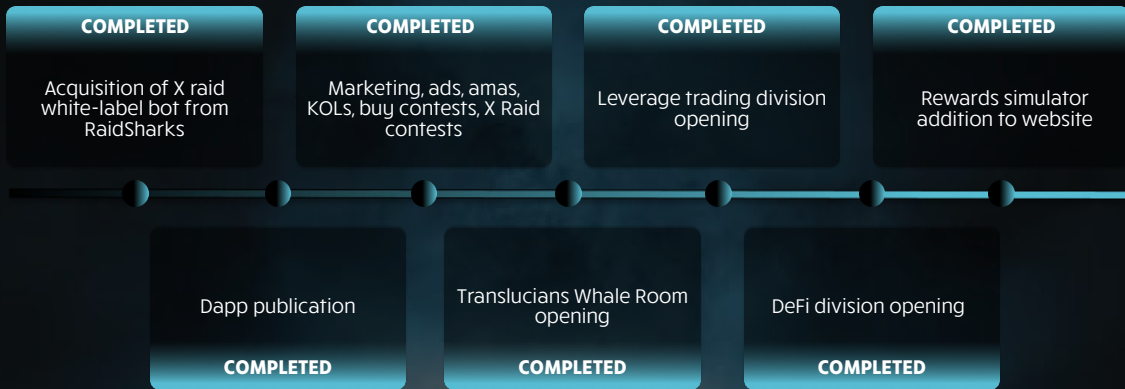 COMPLETED
Acquisition of X raid
white-label bot from
RaidSharks
COMPLETED
Marketing, ads, amas,
KOLs, buy contests, X Raid
contests
COMPLETED
Leverage trading division
opening
COMPLETED
Rewards simulator
addition to website
Dapp publication
COMPLETED
Translucians Whale Room
opening
COMPLETED
DeFi division opening
COMPLETED